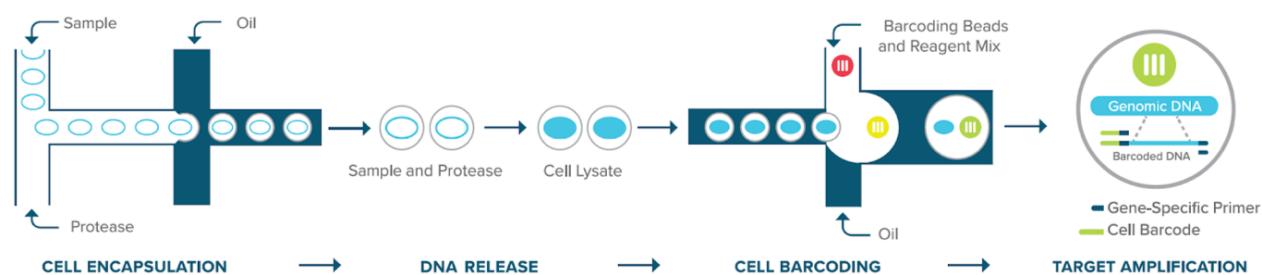 Sample
Oil
Protease
Sample and Protease
Cell Lysate
Barcoding Beads
and Reagent Mix
Oil
Genomic DNA
Barcoded DNA
Gene-Specific Primer
Cell Barcode
CELL ENCAPSULATION
DNA RELEASE
CELL BARCODING
TARGET AMPLIFICATION